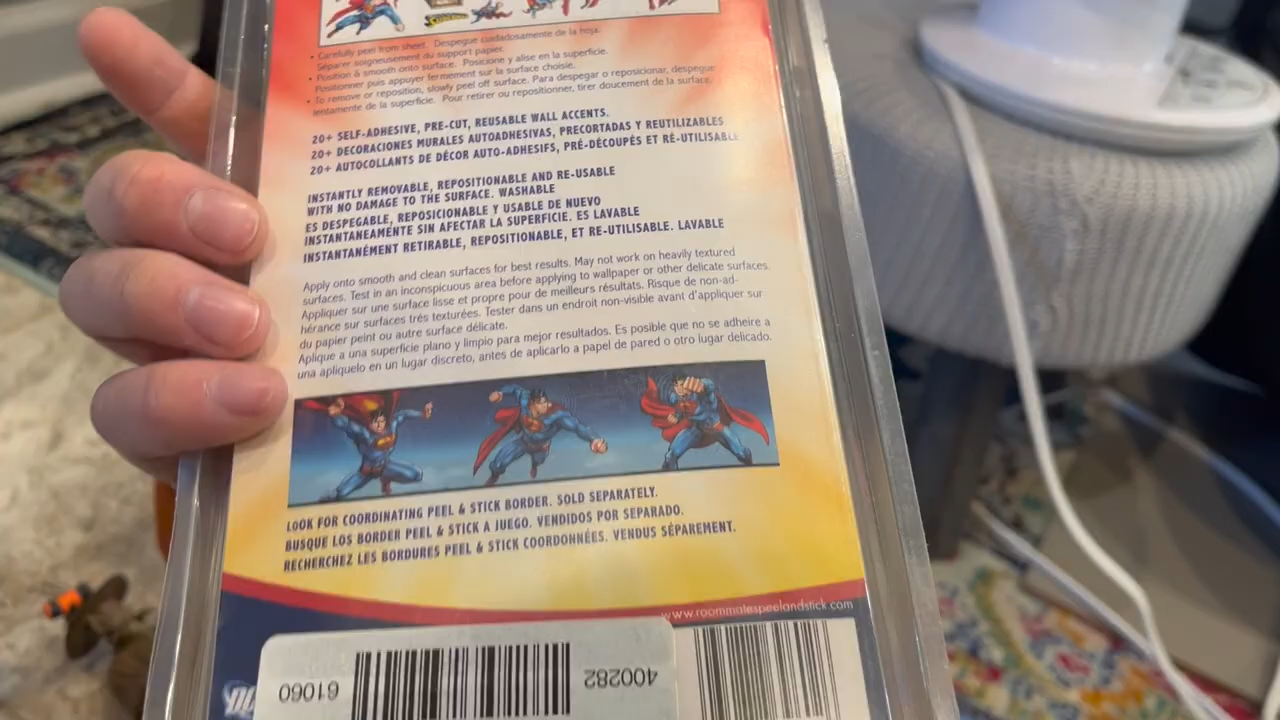 • Carefully peel from sheet. Despegue cuidadosamente de la hoja.
Séparer soigneusement du support papier.
• Position & smooth onto surface. Posicione y alise en la superficie.
Positionner puis appuyer fermement sur la surface choisie.
• To remove or reposition, slowly peel off surface. Para despegar o reposicionar, despegue
lentamente de la superficie. Pour retirer ou repositionner, tirer doucement de la surface.
20+ SELF-ADHESIVE, PRE-CUT, REUSABLE WALL ACCENTS.
20+ DECORACIONES MURALES AUTOADHESIVAS, PRECORTADAS Y REUTILIZABLES
20+ AUTOCOLLANTS DE DÉCOR AUTO-ADHESIFS, PRÉ-DÉCOUPÉS ET RÉ-UTILISABLE
INSTANTLY REMOVABLE, REPOSITIONABLE AND RE-USABLE
WITH NO DAMAGE TO THE SURFACE. WASHABLE
ES DESPEGABLE, REPOSICIONABLE Y USABLE DE NUEVO
INSTANTANEAMENTE SIN AFECTAR LA SUPERFICIE. ES LAVABLE
INSTANTANÉMENT RETIRABLE, REPOSITIONABLE, ET RE-UTILISABLE. LAVABLE
Apply onto smooth and clean surfaces for best results. May not work on heavily textured
surfaces. Test in an inconspicuous area before applying to wallpaper or other delicate surfaces.
Appliquer sur une surface lisse et propre pour de meilleurs résultats. Risque de non-ad-
hérance sur surfaces trés texturées. Tester dans un endroit non-visible avant d'appliquer sur
du papier peint ou autre surface délicate.
Aplique a una superficie plano y limpio para mejor resultados. Es posible que no se adheire a
una apliquelo en un lugar discreto, antes de aplicarlo a papel de pared o otro lugar delicado.
LOOK FOR COORDINATING PEEL & STICK BORDER. SOLD SEPARATELY.
BUSQUE LOS BORDER PEEL & STICK A JUEGO. VENDIDOS POR SEPARADO.
RECHERCHEZ LES BORDURES PEEL & STICK COORDONNÉES. VENDUS SÉPAREMENT.
www.roommatespeelandstick.com
61060
400282